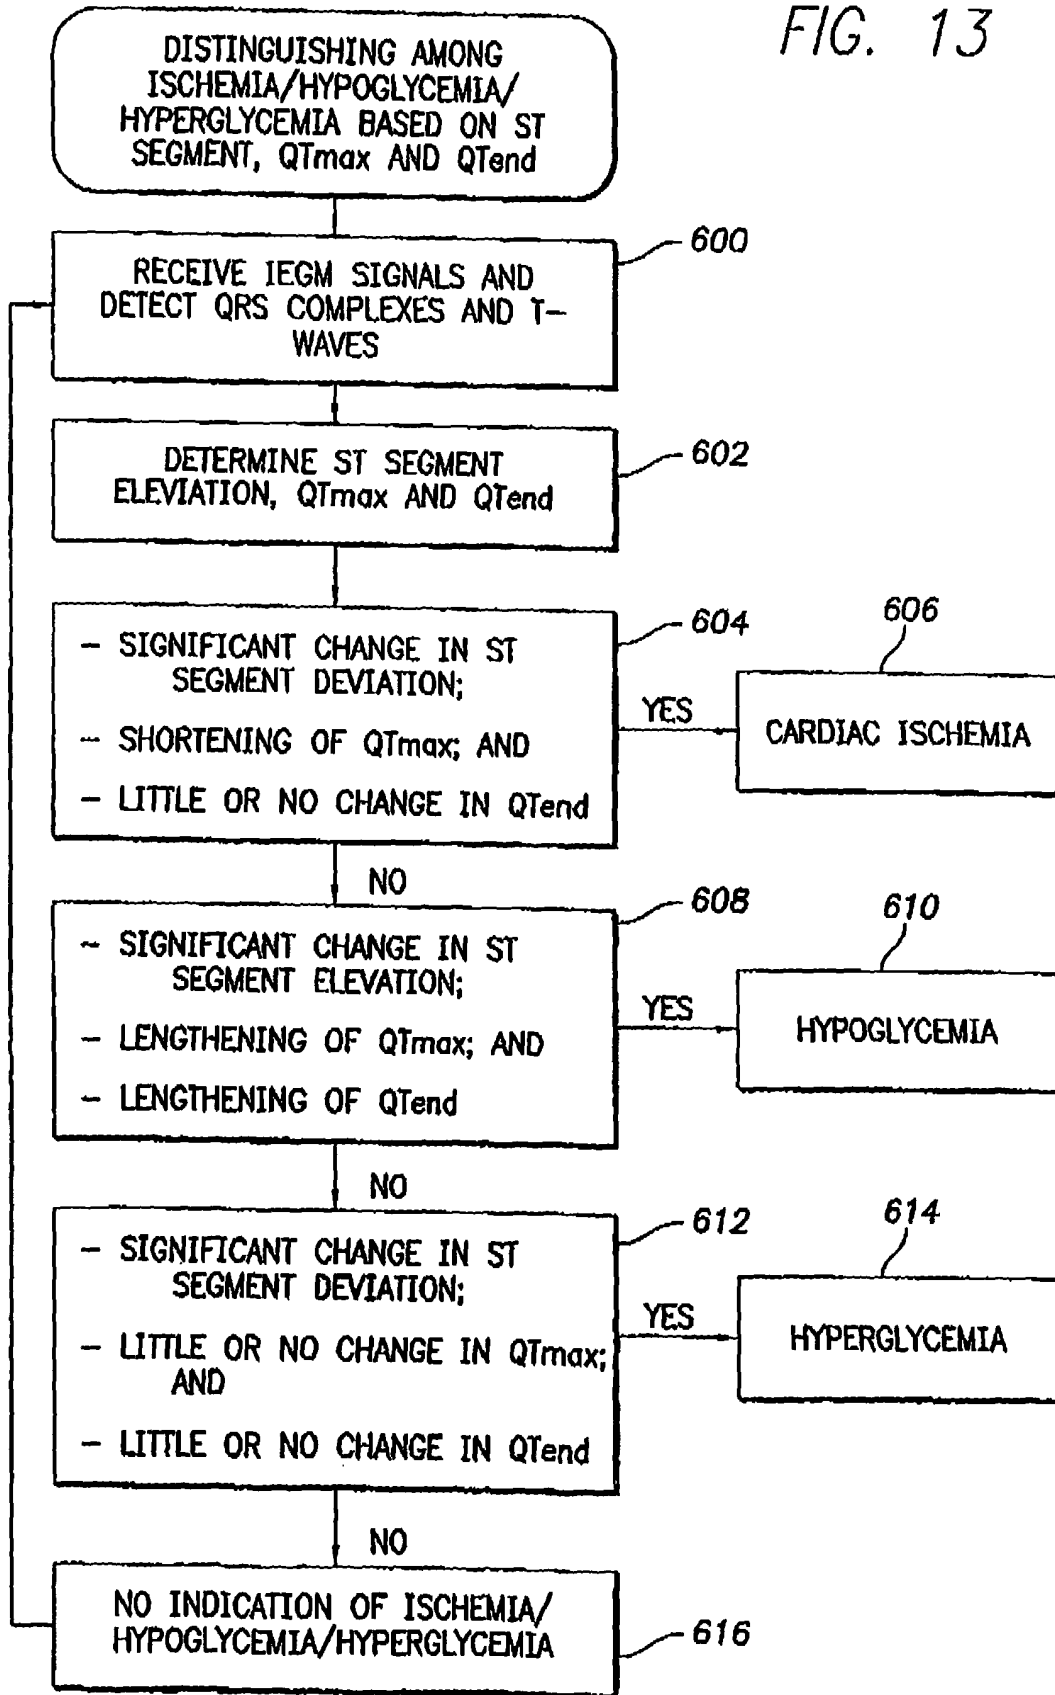 FIG. 13
DISTINGUISHING AMONG
ISCHEMIA/HYPOGLYCEMIA/
HYPERGLYCEMIA BASED ON ST
SEGMENT, QTmax AND QTend
600
RECEIVE IEGM SIGNALS AND
DETECT QRS COMPLEXES AND T-
WAVES
602
DETERMINE ST SEGMENT
ELEVIATION, QTmax AND QTend
604
- SIGNIFICANT CHANGE IN ST
SEGMENT DEVIATION;
- SHORTENING OF QTmax; AND
- LITTLE OR NO CHANGE IN QTend
YES
606
CARDIAC ISCHEMIA
NO
608
- SIGNIFICANT CHANGE IN ST
SEGMENT ELEVATION;
- LENGTHENING OF QTmax; AND
- LENGTHENING OF QTend
YES
610
HYPOGLYCEMIA
NO
612
- SIGNIFICANT CHANGE IN ST
SEGMENT DEVIATION;
- LITTLE OR NO CHANGE IN QTmax;
AND
- LITTLE OR NO CHANGE IN QTend
YES
614
HYPERGLYCEMIA
NO
NO INDICATION OF ISCHEMIA/
HYPOGLYCEMIA/HYPERGLYCEMIA
616